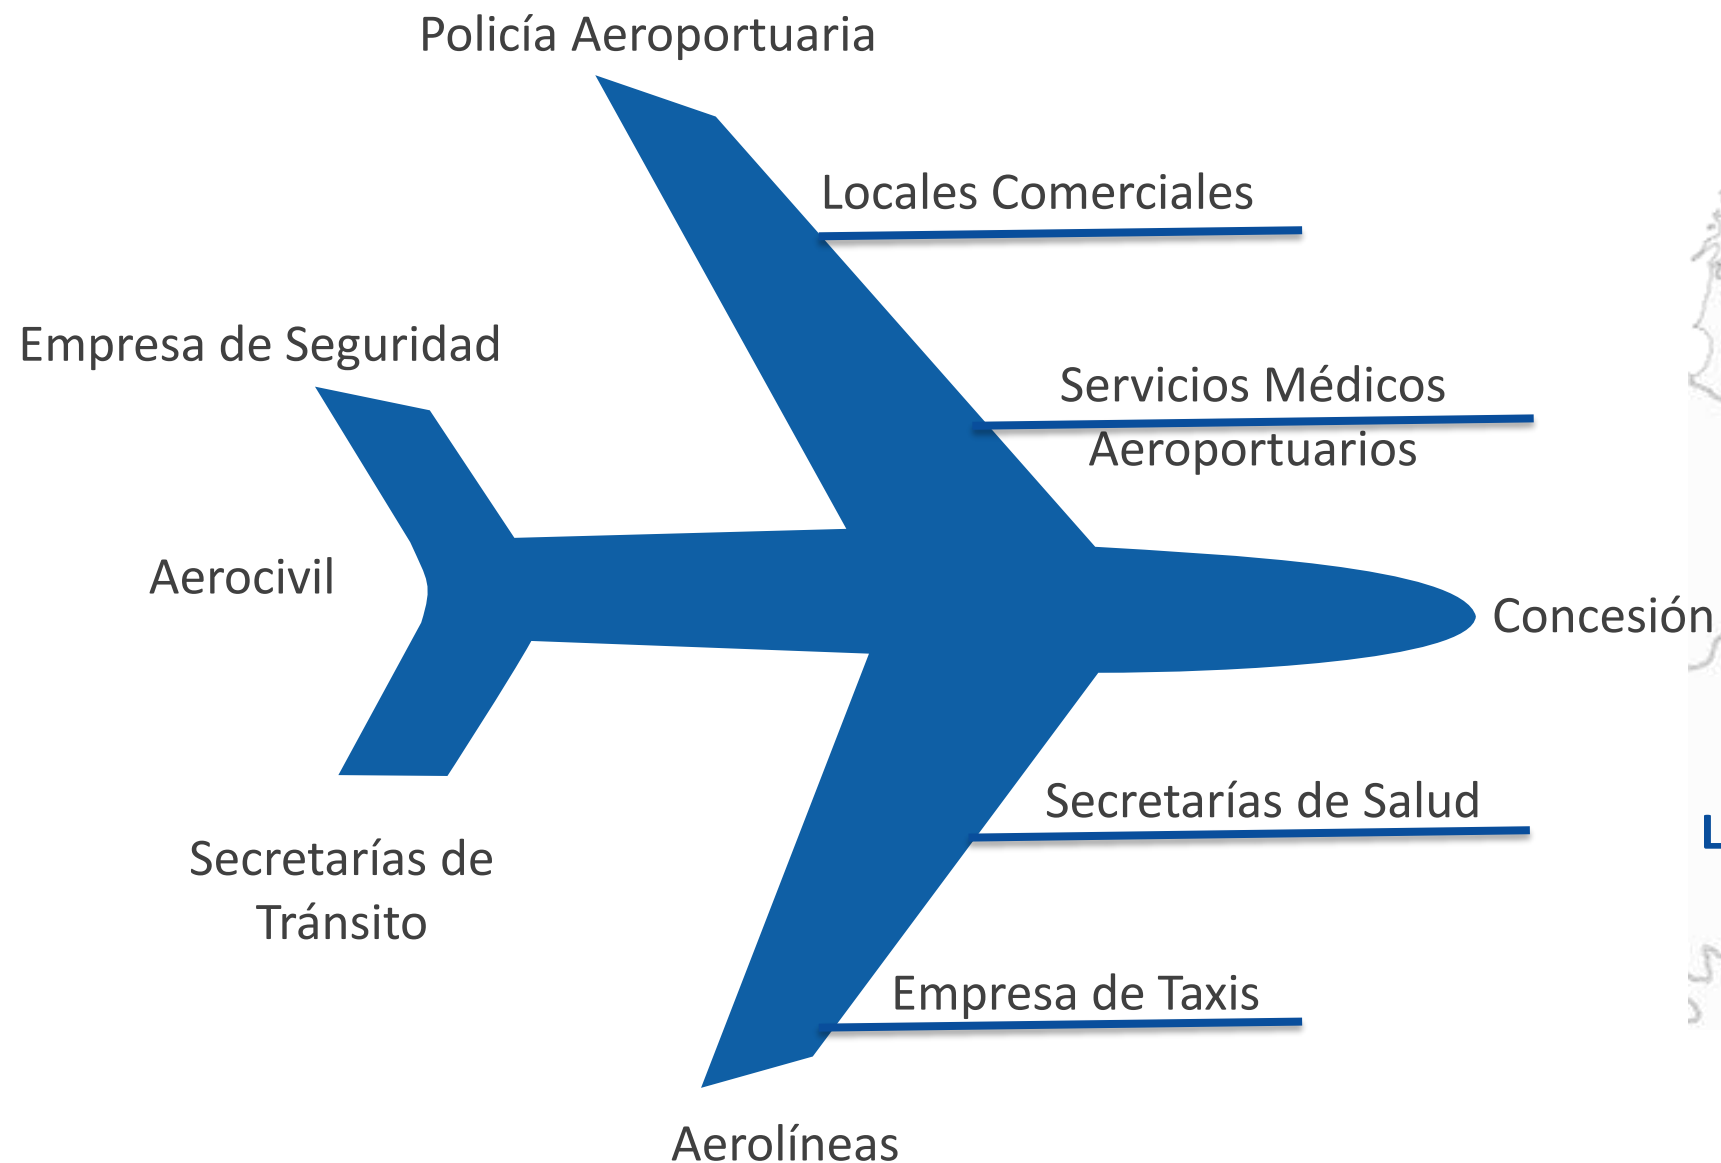 Policía Aeroportuaria
Locales Comerciales
Empresa de Seguridad
Servicios Médicos
Aeroportuarios
Aerocivil
Concesión
Secretarías de Salud
Secretarías de
Tránsito
Empresa de Taxis
Aerolíneas